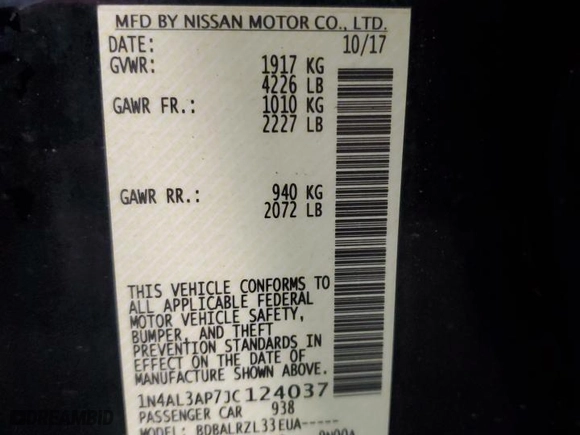 MFD BY NISSAN MOTOR CO., LTD.
DATE: 10/17
GVWR: 1917 KG
4226 LB
GAWR FR.: 1010 KG
2227 LB
GAWR RR.: 940 KG
2072 LB
THIS VEHICLE CONFORMS TO
ALL APPLICABLE FEDERAL
MOTOR VEHICLE SAFETY,
BUMPER, AND THEFT
PREVENTION STANDARDS IN
EFFECT ON THE DATE OF
MANUFACTURE SHOWN ABOVE.
1N4AL3AP7JC124037
PASSENGER CAR 938
MODEL: BDBALRZL33EUA-----